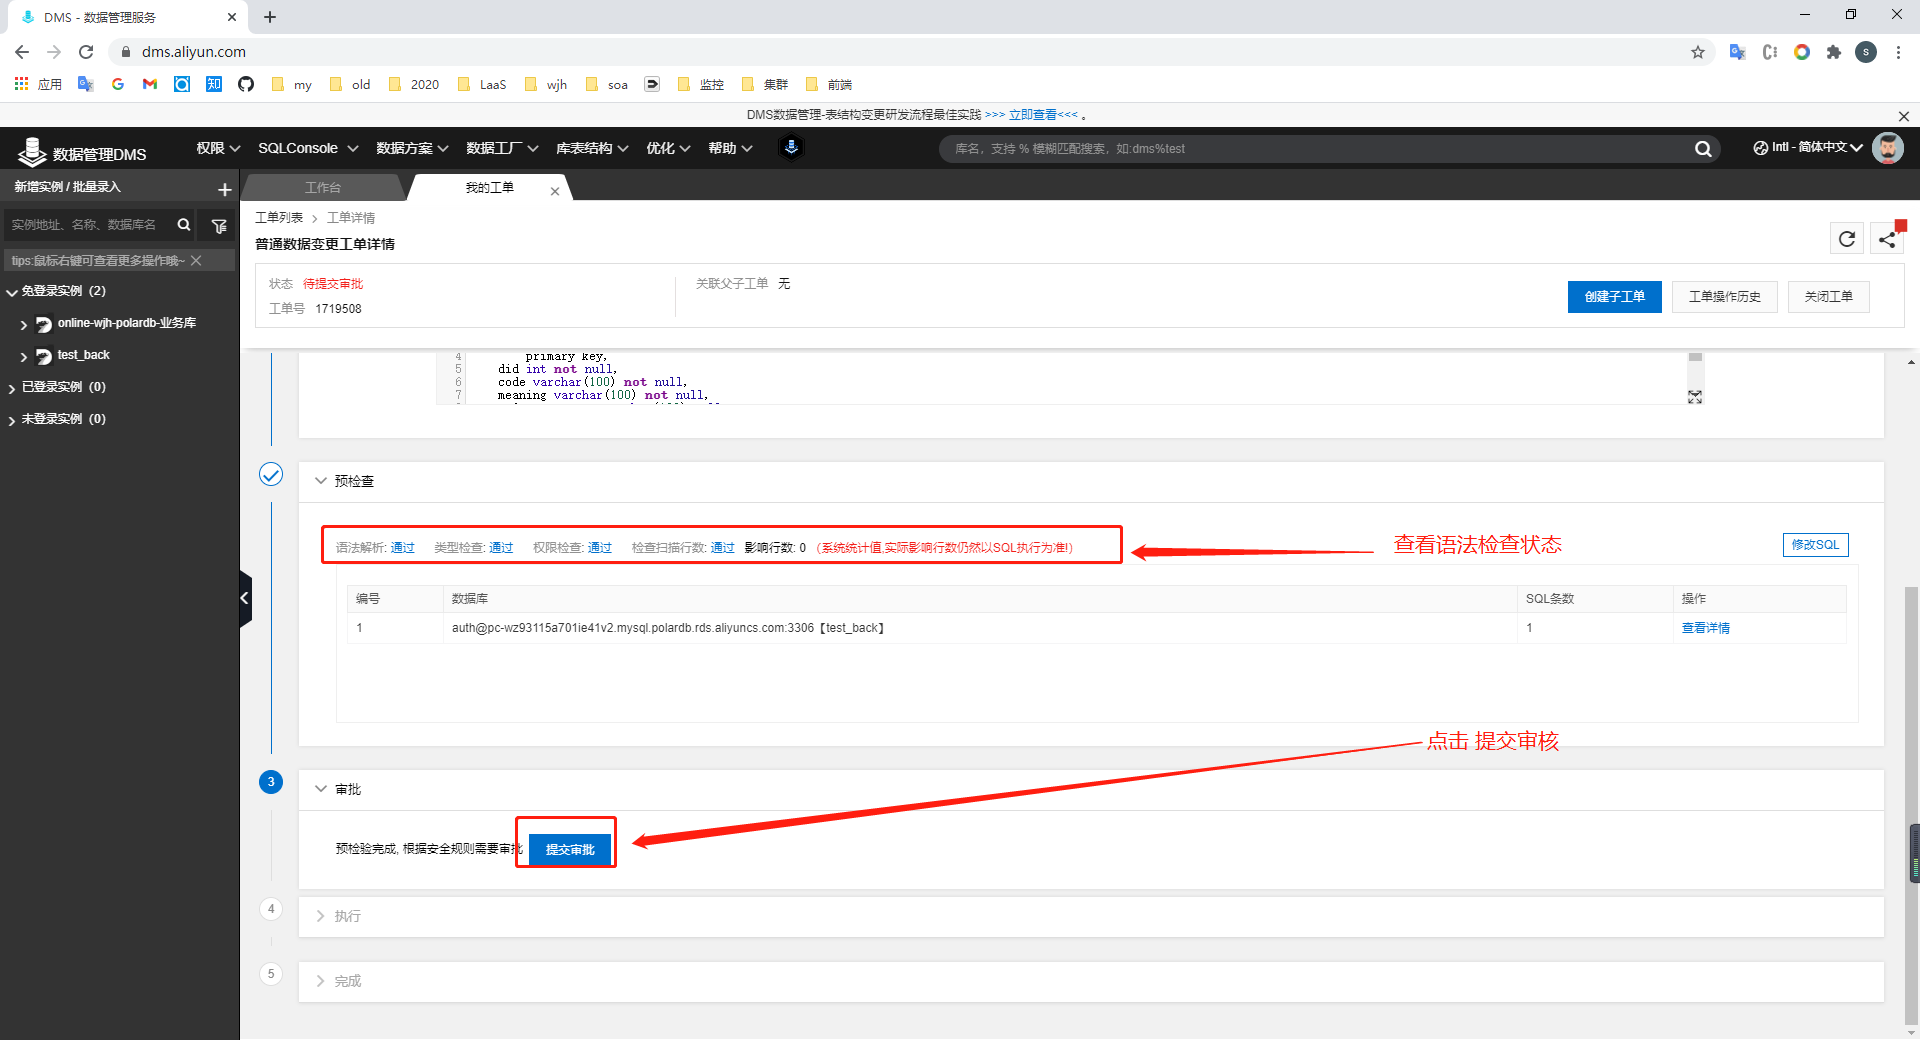 DMS - 数据管理服务
dms.aliyun.com
应用 my old 2020 LaaS wjh soa 监控 集群 前端
DMS数据管理-表结构变更研发流程最佳实践 >>> 立即查看<<< 。
数据管理DMS 权限 SQLConsole 数据方案 数据工厂 库表结构 优化 帮助 库名，支持 % 模糊匹配搜索，如:dms%test Intl - 简体中文
新增实例 / 批量录入
实例地址、名称、数据库名
tips:鼠标右键可查看更多操作哦~
免登录实例（2）
online-wjh-polardb-业务库
test_back
已登录实例（0）
未登录实例（0）
工作台 我的工单
工单列表 > 工单详情
普通数据变更工单详情
状态 待提交审批 关联父子工单 无
工单号 1719508
创建子工单 工单操作历史 关闭工单
4 primary key,
5 did int not null,
6 code varchar(100) not null,
7 meaning varchar(100) not null,
预检查
语法解析: 通过 类型检查: 通过 权限检查: 通过 检查扫描行数: 通过 影响行数: 0 （系统统计值,实际影响行数仍然以SQL执行为准!）
查看语法检查状态
修改SQL
编号 数据库 SQL条数 操作
1 auth@pc-wz93115a701ie41v2.mysql.polardb.rds.aliyuncs.com:3306【test_back】 1 查看详情
点击 提交审核
3 审批
预检验完成, 根据安全规则需要审批 提交审批
4 执行
5 完成